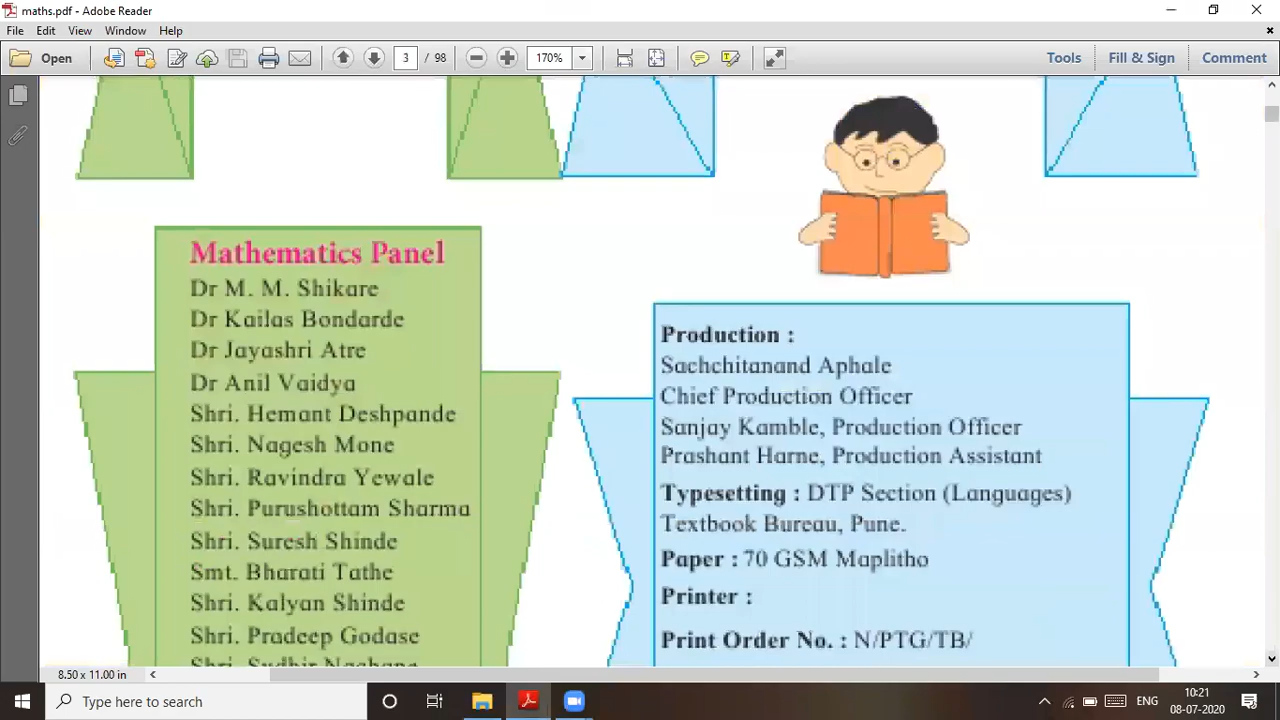 maths.pdf - Adobe Reader
File Edit View Window Help
Open 3 / 98 170% Tools Fill & Sign Comment
Mathematics Panel
Dr M. M. Shikare
Dr Kailas Bondarde
Dr Jayashri Atre
Dr Anil Vaidya
Shri. Hemant Deshpande
Shri. Nagesh Mone
Shri. Ravindra Yewale
Shri. Purushottam Sharma
Shri. Suresh Shinde
Smt. Bharati Tathe
Shri. Kalyan Shinde
Shri. Pradeep Godase
Production :
Sachchitanand Aphale
Chief Production Officer
Sanjay Kamble, Production Officer
Prashant Harne, Production Assistant
Typesetting : DTP Section (Languages)
Textbook Bureau, Pune.
Paper : 70 GSM Maplitho
Printer :
Print Order No. : N/PTG/TB/
8.50 x 11.00 in
Type here to search
ENG
10:21
08-07-2020